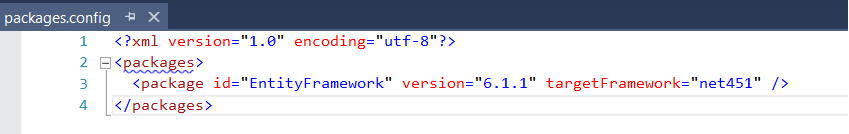 packages.config
1 <?xml version="1.0" encoding="utf-8"?>
2 <packages>
3 <package id="EntityFramework" version="6.1.1" targetFramework="net451" />
4 </packages>